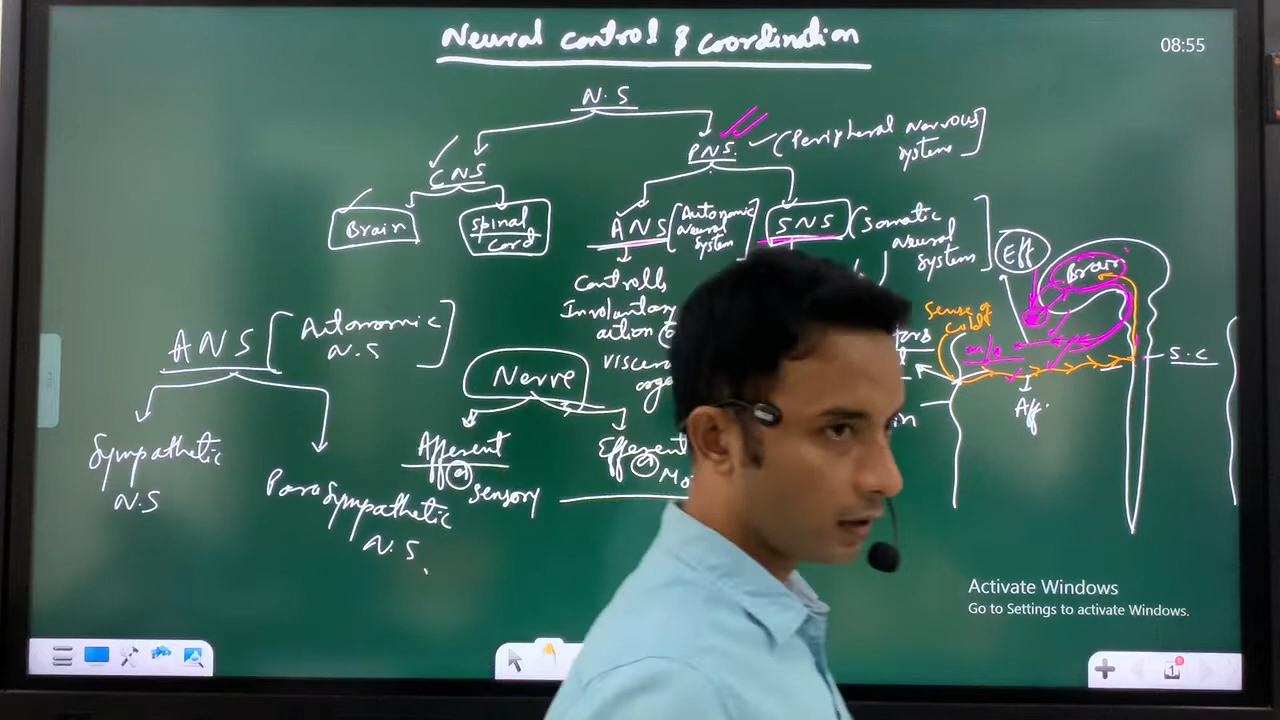 Neural control & coordination
08:55
N.S
CNS
PNS. (Peripheral Nervous
system)
Brain
Spinal
cord
ANS [Autonomic
Neural
System]
SNS (Somatic
Neural
System]
Controlls
Involuntary
action
ANS [Autonomic
N.S]
Sympathetic
N.S
ParaSympathetic
N.S.
Nerve
Afferent
Sensory
Efferent
Eff
Brain
Sense of
cold
S.C
Aff.
Activate Windows
Go to Settings to activate Windows.
1